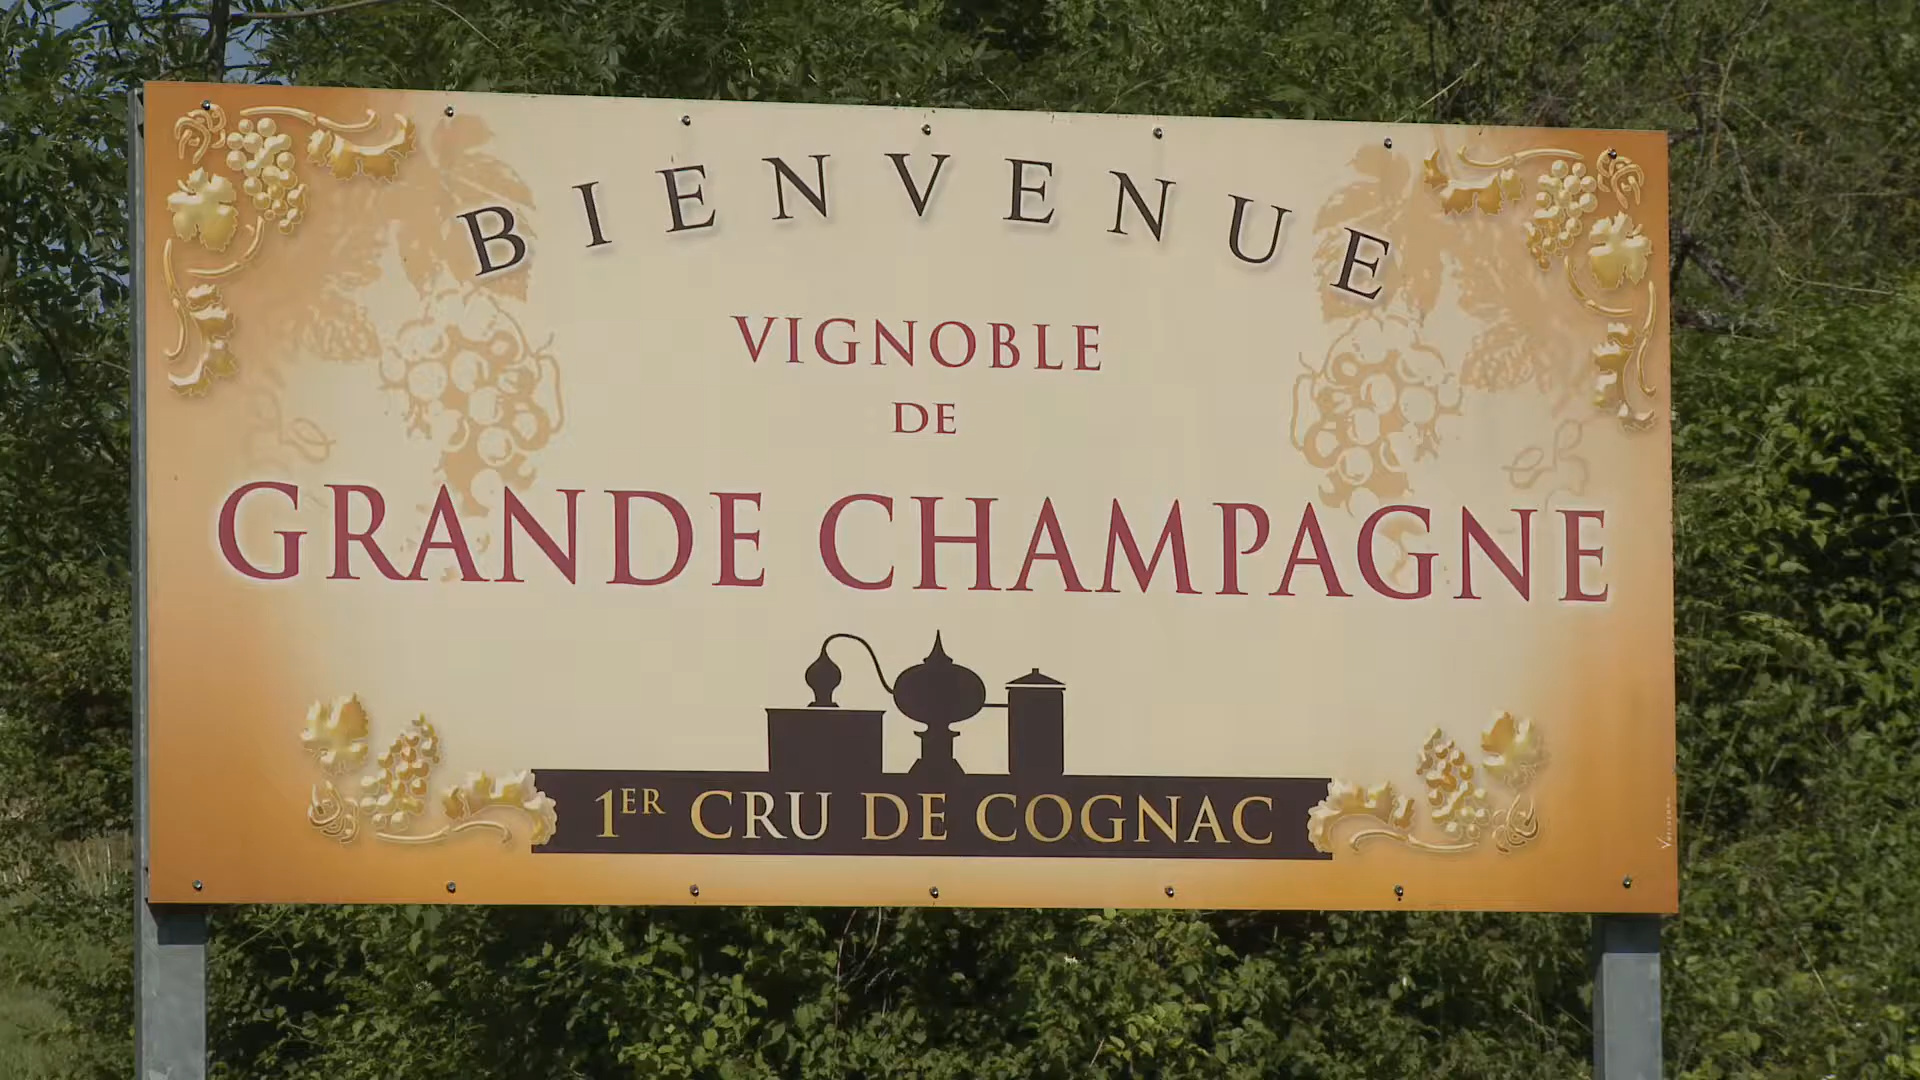 BIENVENUE
VIGNOBLE
DE
GRANDE CHAMPAGNE
1ER CRU DE COGNAC